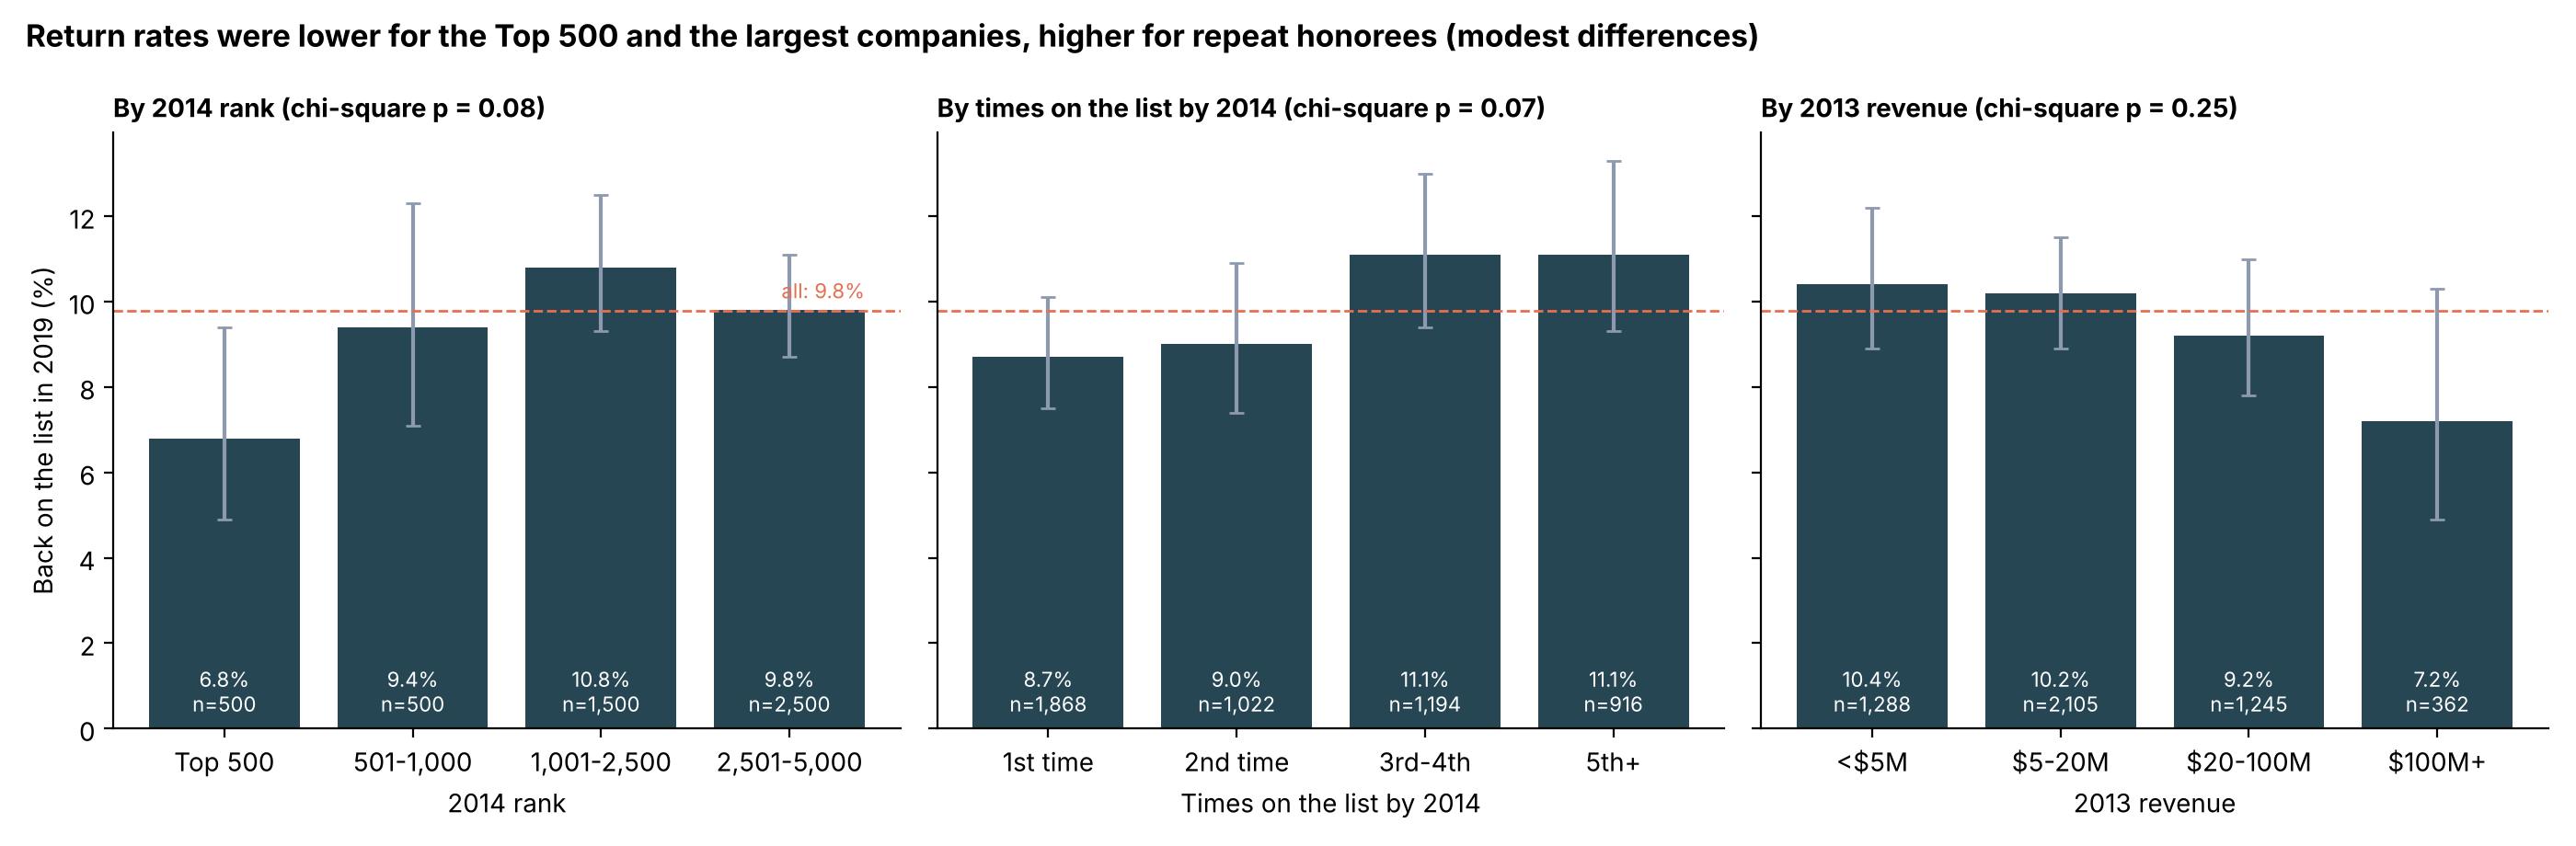 Return rates were lower for the Top 500 and the largest companies, higher for repeat honorees (modest differences)
By 2014 rank (chi-square p = 0.08)
Back on the list in 2019 (%)
12
10
8
6
4
2
0
all: 9.8%
6.8%
n=500
9.4%
n=500
10.8%
n=1,500
9.8%
n=2,500
Top 500
501-1,000
1,001-2,500
2,501-5,000
2014 rank
By times on the list by 2014 (chi-square p = 0.07)
8.7%
n=1,868
9.0%
n=1,022
11.1%
n=1,194
11.1%
n=916
1st time
2nd time
3rd-4th
5th+
Times on the list by 2014
By 2013 revenue (chi-square p = 0.25)
10.4%
n=1,288
10.2%
n=2,105
9.2%
n=1,245
7.2%
n=362
<$5M
$5-20M
$20-100M
$100M+
2013 revenue